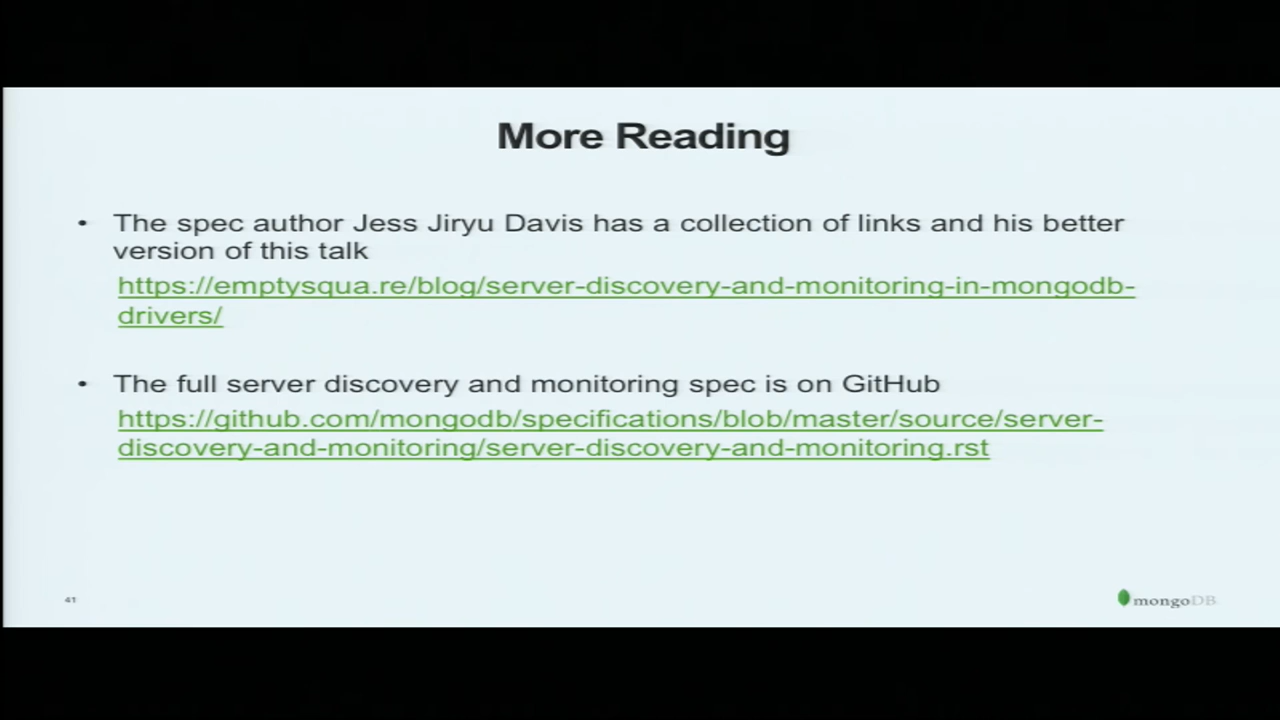 More Reading
• The spec author Jess Jiryu Davis has a collection of links and his better
version of this talk
https://emptysqua.re/blog/server-discovery-and-monitoring-in-mongodb-
drivers/
• The full server discovery and monitoring spec is on GitHub
https://github.com/mongodb/specifications/blob/master/source/server-
discovery-and-monitoring/server-discovery-and-monitoring.rst
41
mongoDB